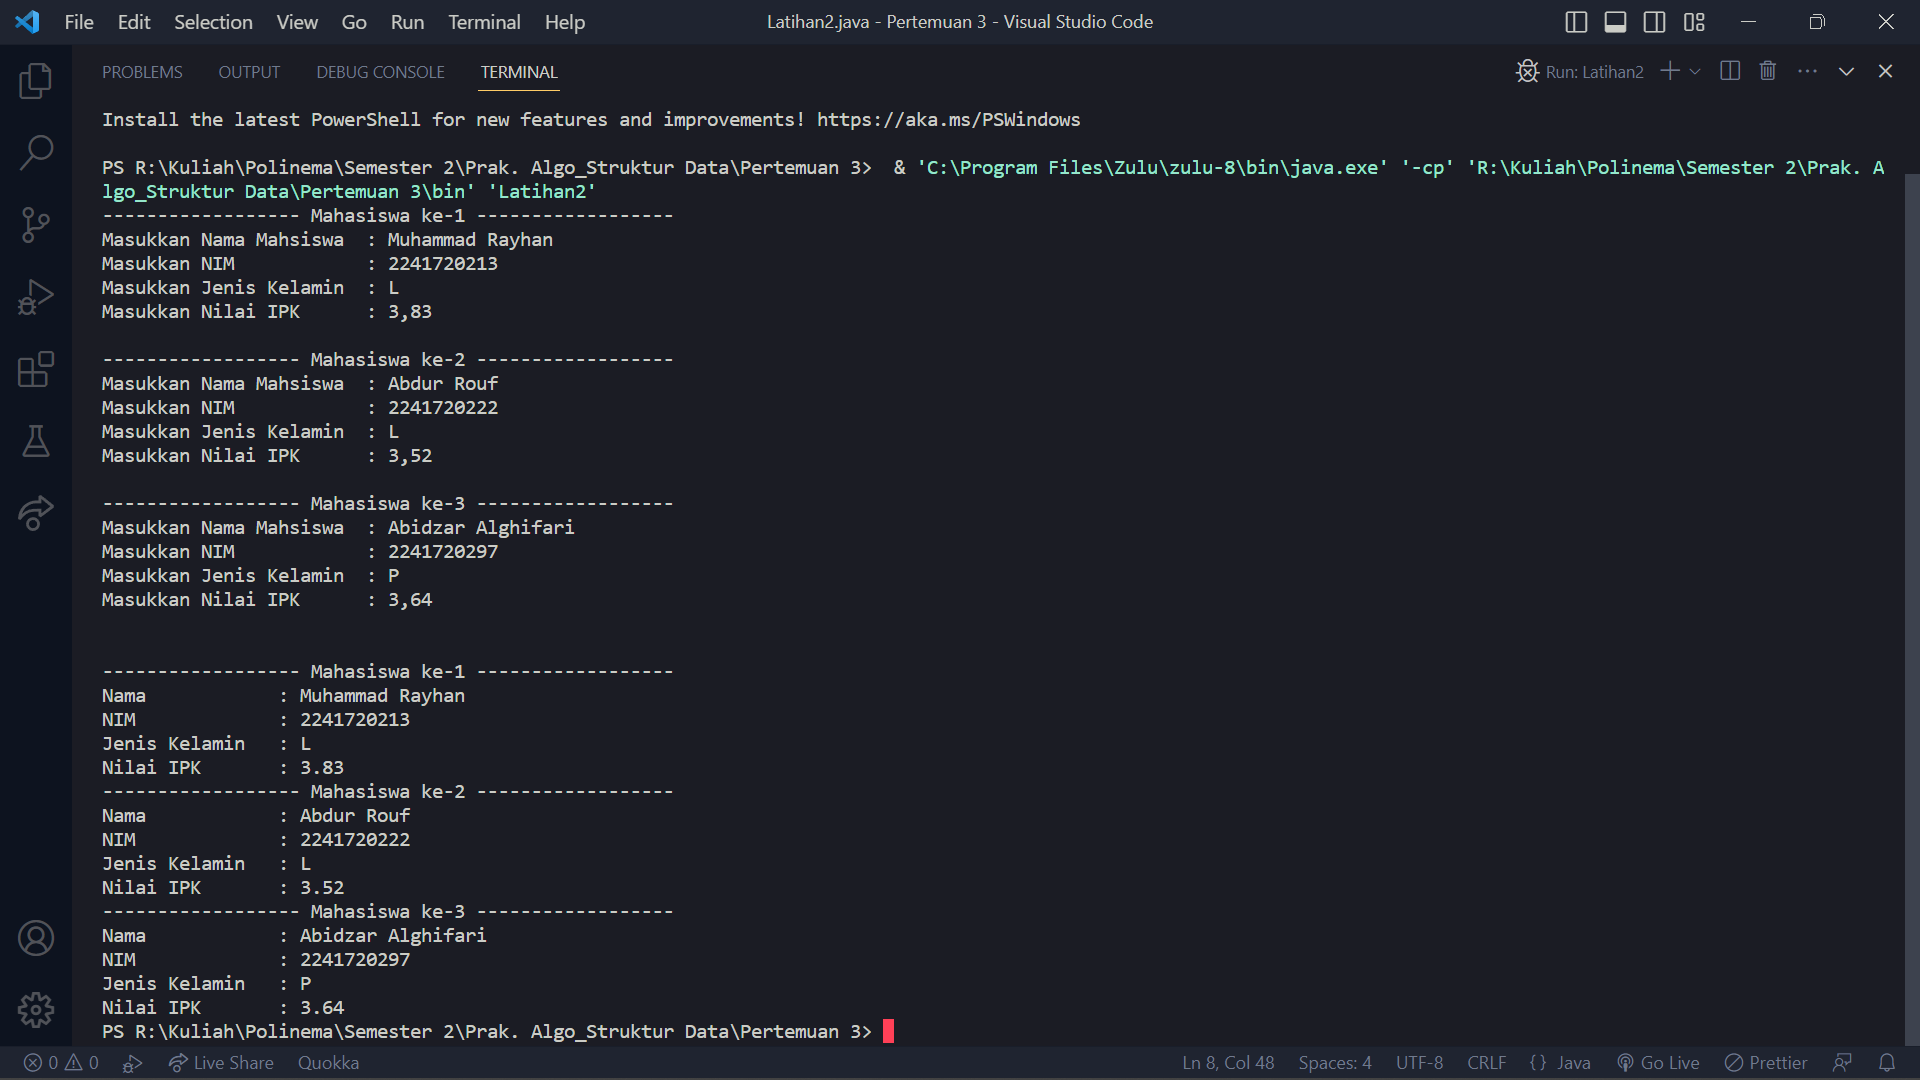 File Edit Selection View Go Run Terminal Help Latihan2.java - Pertemuan 3 - Visual Studio Code
PROBLEMS OUTPUT DEBUG CONSOLE TERMINAL Run: Latihan2
Install the latest PowerShell for new features and improvements! https://aka.ms/PSWindows
PS R:\Kuliah\Polinema\Semester 2\Prak. Algo_Struktur Data\Pertemuan 3>  & 'C:\Program Files\Zulu\zulu-8\bin\java.exe' '-cp' 'R:\Kuliah\Polinema\Semester 2\Prak. A
lgo_Struktur Data\Pertemuan 3\bin' 'Latihan2'
------------------ Mahasiswa ke-1 ------------------
Masukkan Nama Mahsiswa  : Muhammad Rayhan
Masukkan NIM            : 2241720213
Masukkan Jenis Kelamin  : L
Masukkan Nilai IPK      : 3,83
------------------ Mahasiswa ke-2 ------------------
Masukkan Nama Mahsiswa  : Abdur Rouf
Masukkan NIM            : 2241720222
Masukkan Jenis Kelamin  : L
Masukkan Nilai IPK      : 3,52
------------------ Mahasiswa ke-3 ------------------
Masukkan Nama Mahsiswa  : Abidzar Alghifari
Masukkan NIM            : 2241720297
Masukkan Jenis Kelamin  : P
Masukkan Nilai IPK      : 3,64
------------------ Mahasiswa ke-1 ------------------
Nama            : Muhammad Rayhan
NIM             : 2241720213
Jenis Kelamin   : L
Nilai IPK       : 3.83
------------------ Mahasiswa ke-2 ------------------
Nama            : Abdur Rouf
NIM             : 2241720222
Jenis Kelamin   : L
Nilai IPK       : 3.52
------------------ Mahasiswa ke-3 ------------------
Nama            : Abidzar Alghifari
NIM             : 2241720297
Jenis Kelamin   : P
Nilai IPK       : 3.64
PS R:\Kuliah\Polinema\Semester 2\Prak. Algo_Struktur Data\Pertemuan 3>
0 0 Live Share Quokka Ln 8, Col 48 Spaces: 4 UTF-8 CRLF {} Java Go Live Prettier